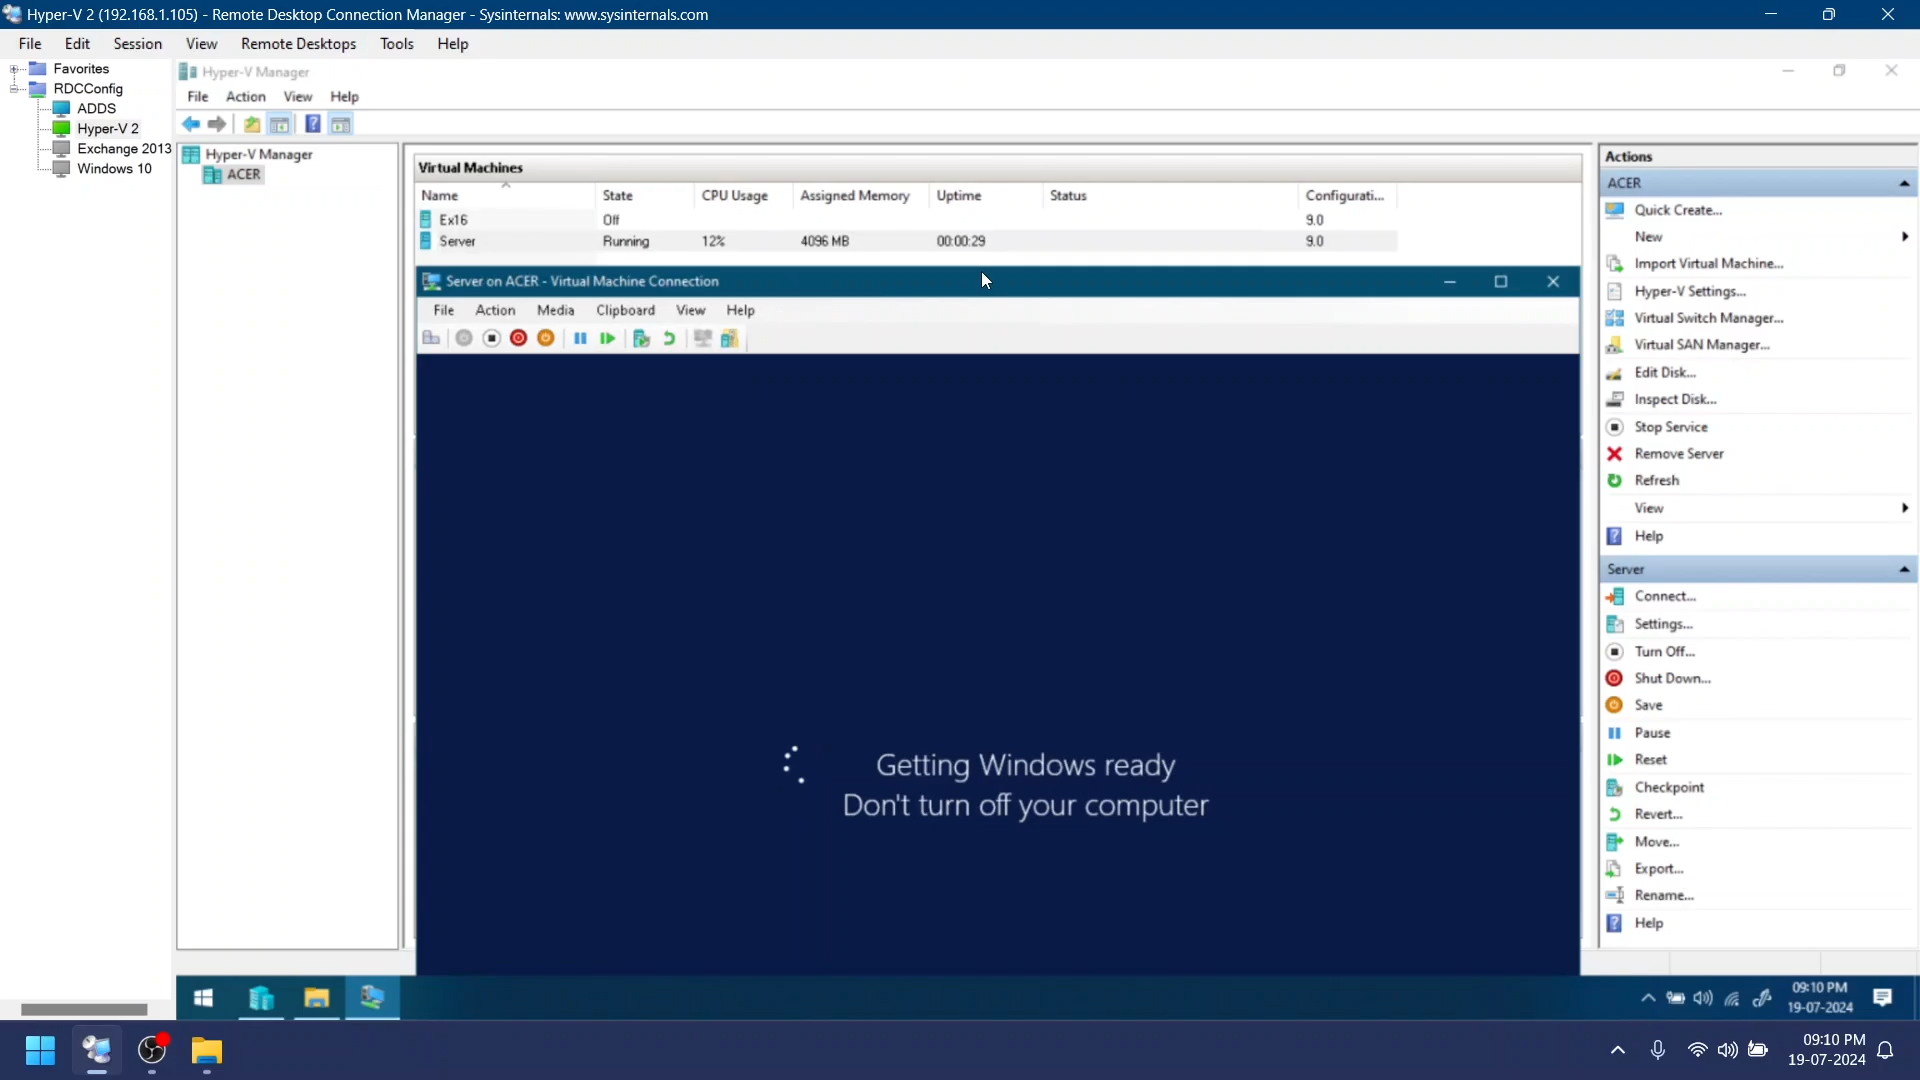 Hyper-V 2 (192.168.1.105) - Remote Desktop Connection Manager - Sysinternals: www.sysinternals.com
File Edit Session View Remote Desktops Tools Help
Favorites
RDCConfig
ADDS
Hyper-V 2
Exchange 2013
Windows 10
Hyper-V Manager
File Action View Help
Hyper-V Manager
ACER
Virtual Machines
Name State CPU Usage Assigned Memory Uptime Status Configurati...
Ex16 Off 9.0
Server Running 12% 4096 MB 00:00:29 9.0
Server on ACER - Virtual Machine Connection
File Action Media Clipboard View Help
Getting Windows ready
Don't turn off your computer
Actions
ACER
Quick Create...
New
Import Virtual Machine...
Hyper-V Settings...
Virtual Switch Manager...
Virtual SAN Manager...
Edit Disk...
Inspect Disk...
Stop Service
Remove Server
Refresh
View
Help
Server
Connect...
Settings...
Turn Off...
Shut Down...
Save
Pause
Reset
Checkpoint
Revert...
Move...
Export...
Rename...
Help
09:10 PM
19-07-2024
09:10 PM
19-07-2024